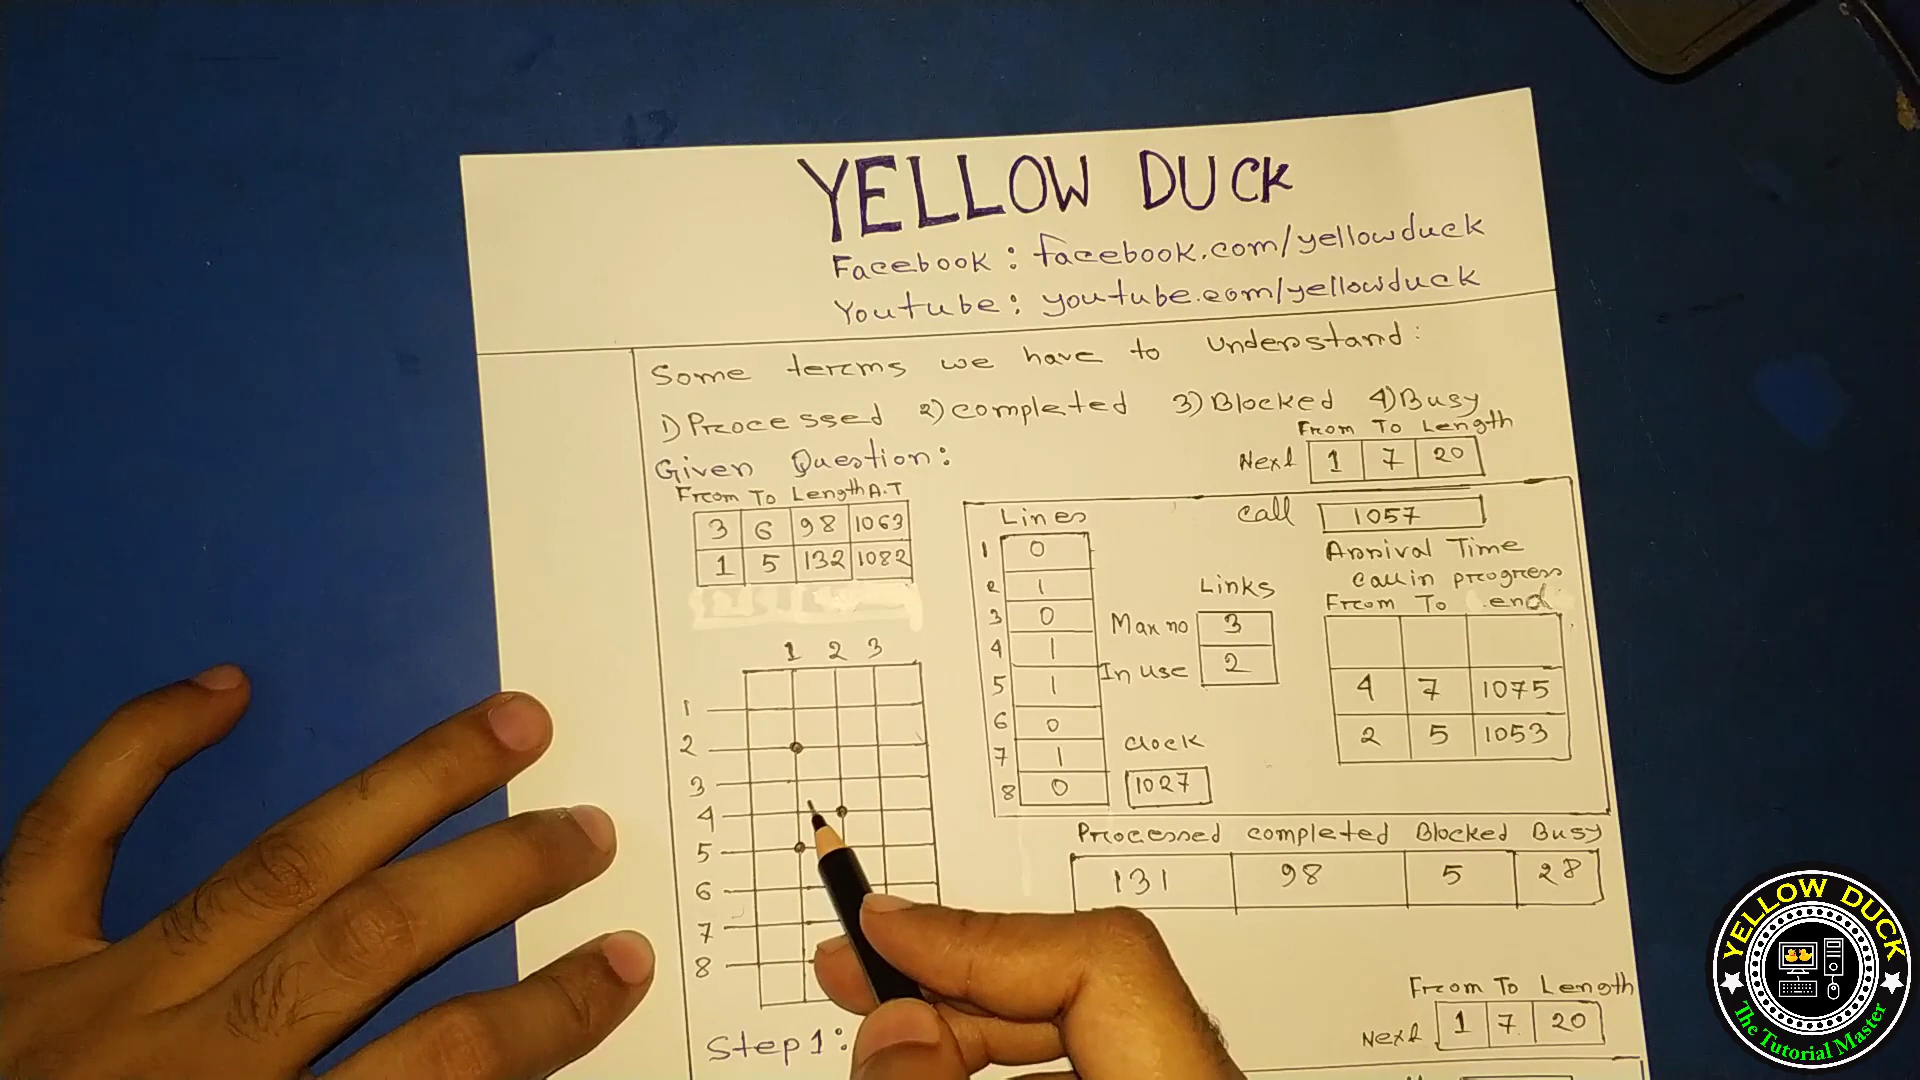 YELLOW DUCK
Facebook: facebook.com/yellowduck
Youtube: youtube.com/yellowduck
Some terms we have to understand:
1) Processed 2) completed 3) Blocked 4) Busy
Given Question:
From To Length A.T
3 6 98 1063
1 5 132 1082
From To Length
Next 1 7 20
call 1057
Arrival Time
Lines
1 0
2 1
3 0
4 1
5 1
6 0
7 1
8 0
Links
Max no 3
In use 2
clock
1027
call in progress
From To end
4 7 1075
2 5 1053
Processed completed Blocked Busy
131 98 5 28
1 2 3
1
2
3
4
5
6
7
8
Step 1:
From To Length
Next 1 7 20
YELLOW DUCK
The Tutorial Master